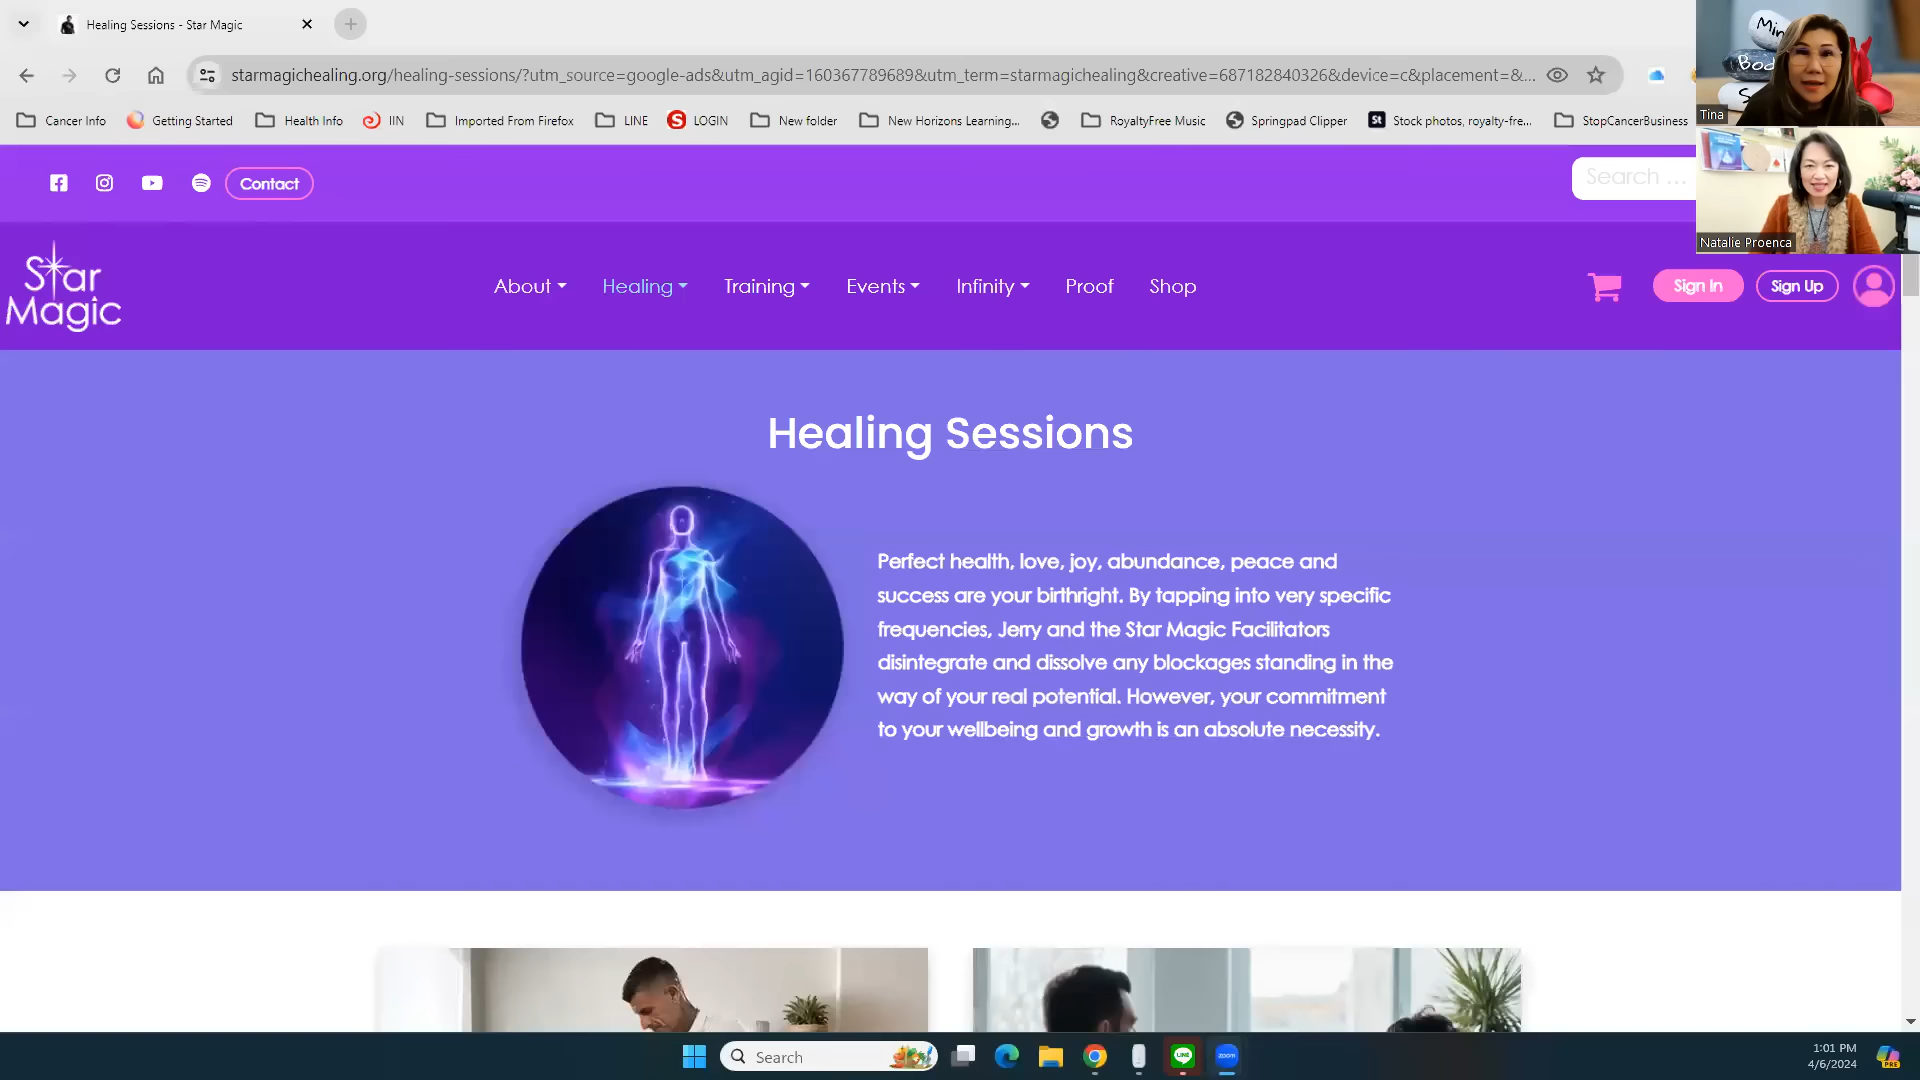 Healing Sessions - Star Magic
starmagichealing.org/healing-sessions/?utm_source=google-ads&utm_agid=160367789689&utm_term=starmagichealing&creative=687182840326&device=c&placement=&...
Cancer Info
Getting Started
Health Info
IIN
Imported From Firefox
LINE
LOGIN
New folder
New Horizons Learning...
RoyaltyFree Music
Springpad Clipper
St
Stock photos, royalty-fre...
StopCancerBusiness
Min
Body
Tina
Natalie Proenca
Contact
Search ...
Star
Magic
About
Healing
Training
Events
Infinity
Proof
Shop
Sign In
Sign Up
Healing Sessions
Perfect health, love, joy, abundance, peace and
success are your birthright. By tapping into very specific
frequencies, Jerry and the Star Magic Facilitators
disintegrate and dissolve any blockages standing in the
way of your real potential. However, your commitment
to your wellbeing and growth is an absolute necessity.
Search
LINE
zoom
1:01 PM
4/6/2024
PRE